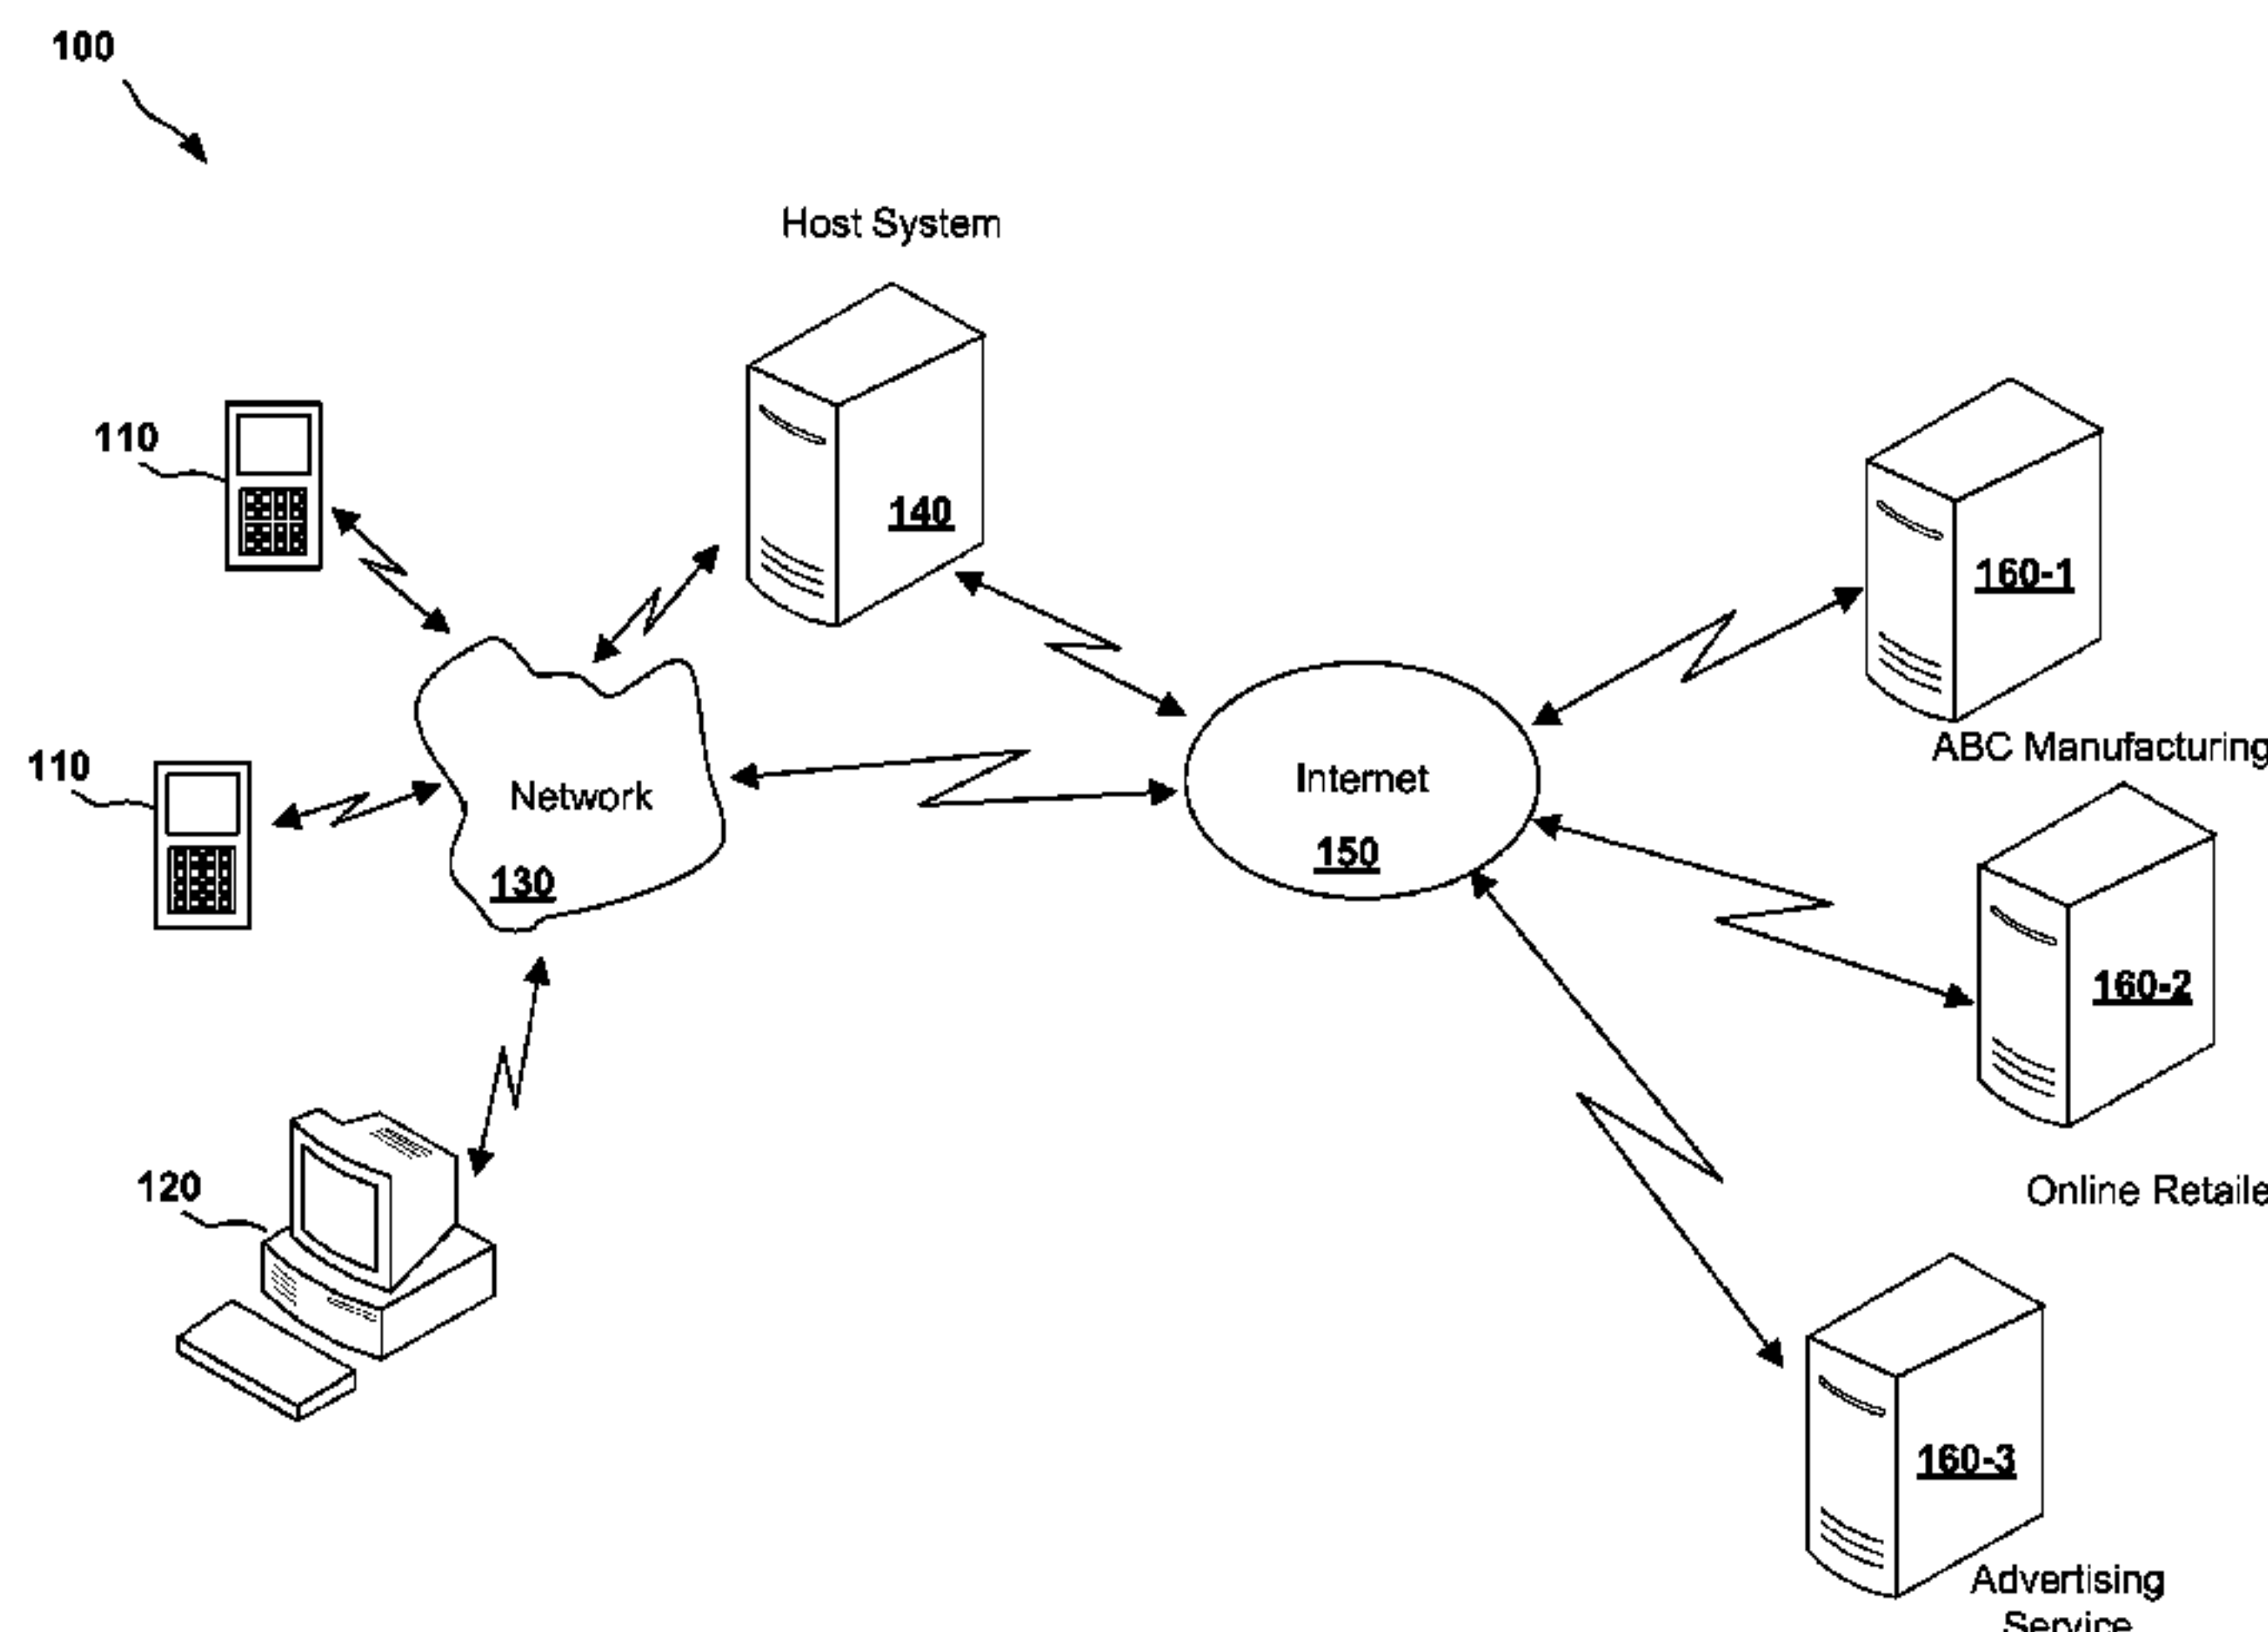 100
Host System
110
140
160-1
ABC Manufacturing
110
Network
130
Internet
150
160-2
120
Online Retaile
160-3
Advertising
Service